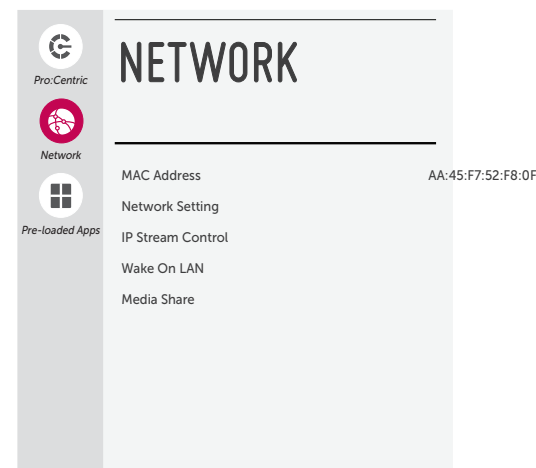 Pro:Centric
Network
Pre-loaded Apps
NETWORK
MAC Address AA:45:F7:52:F8:0F
Network Setting
IP Stream Control
Wake On LAN
Media Share